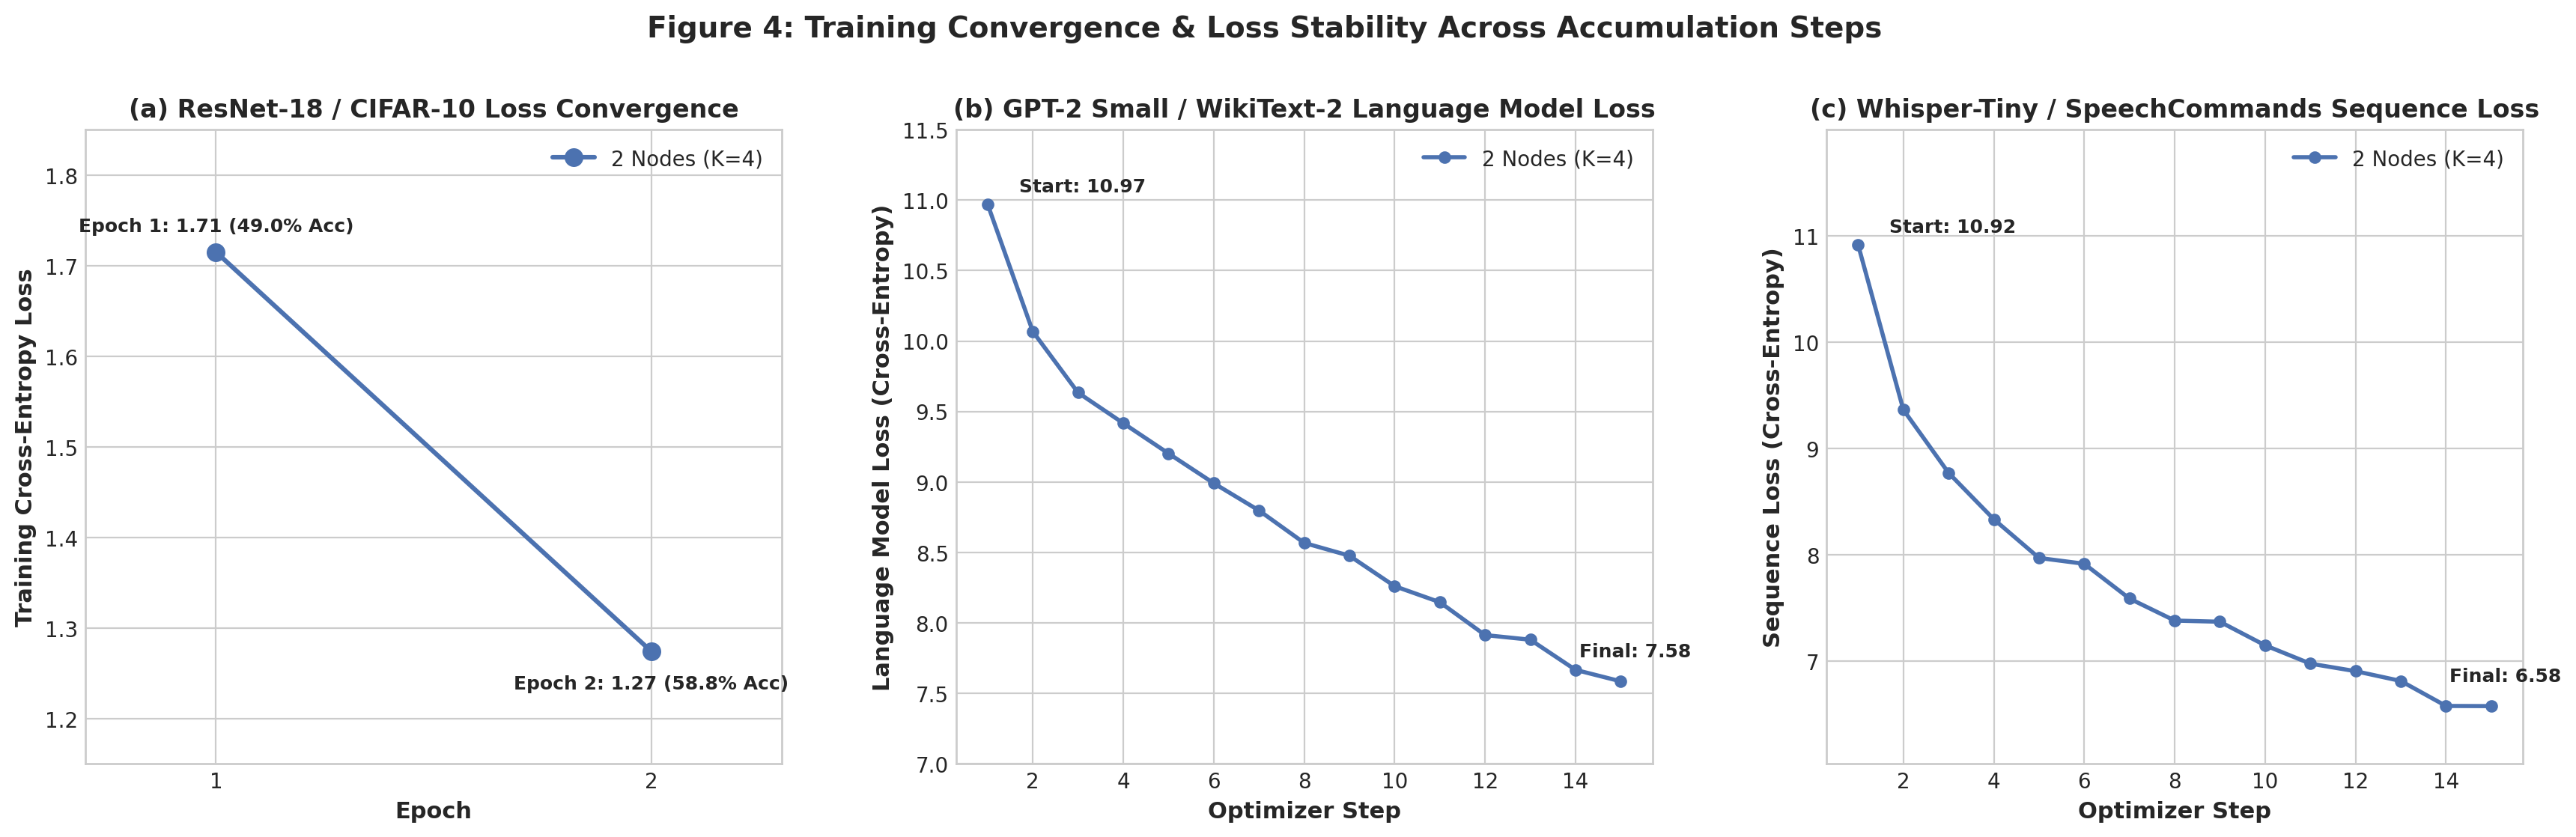 Figure 4: Training Convergence & Loss Stability Across Accumulation Steps
(a) ResNet-18 / CIFAR-10 Loss Convergence
Training Cross-Entropy Loss
1.8
1.7
1.6
1.5
1.4
1.3
1.2
2 Nodes (K=4)
Epoch 1: 1.71 (49.0% Acc)
Epoch 2: 1.27 (58.8% Acc)
1 2
Epoch
(b) GPT-2 Small / WikiText-2 Language Model Loss
Language Model Loss (Cross-Entropy)
11.5
11.0
10.5
10.0
9.5
9.0
8.5
8.0
7.5
7.0
2 Nodes (K=4)
Start: 10.97
Final: 7.58
2 4 6 8 10 12 14
Optimizer Step
(c) Whisper-Tiny / SpeechCommands Sequence Loss
Sequence Loss (Cross-Entropy)
11
10
9
8
7
2 Nodes (K=4)
Start: 10.92
Final: 6.58
2 4 6 8 10 12 14
Optimizer Step